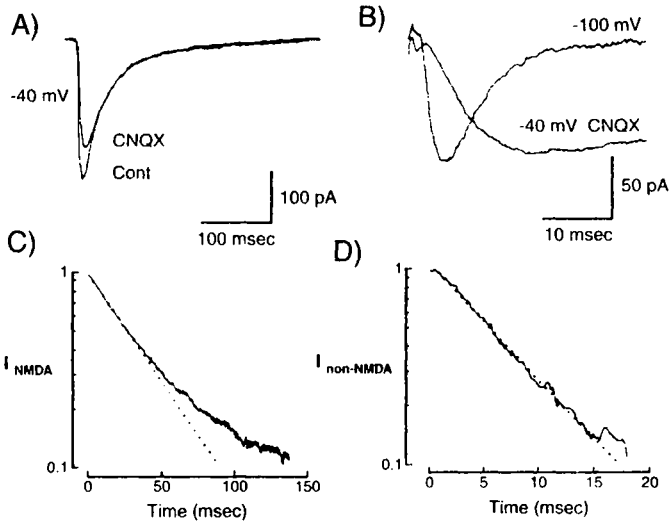 A)
-40 mV
CNQX
Cont
100 pA
100 msec
B)
-100 mV
-40 mV CNQX
50 pA
10 msec
C)
1
I NMDA
0.1
0
50
100
150
Time (msec)
D)
1
I non-NMDA
0.1
0
5
10
15
20
Time (msec)